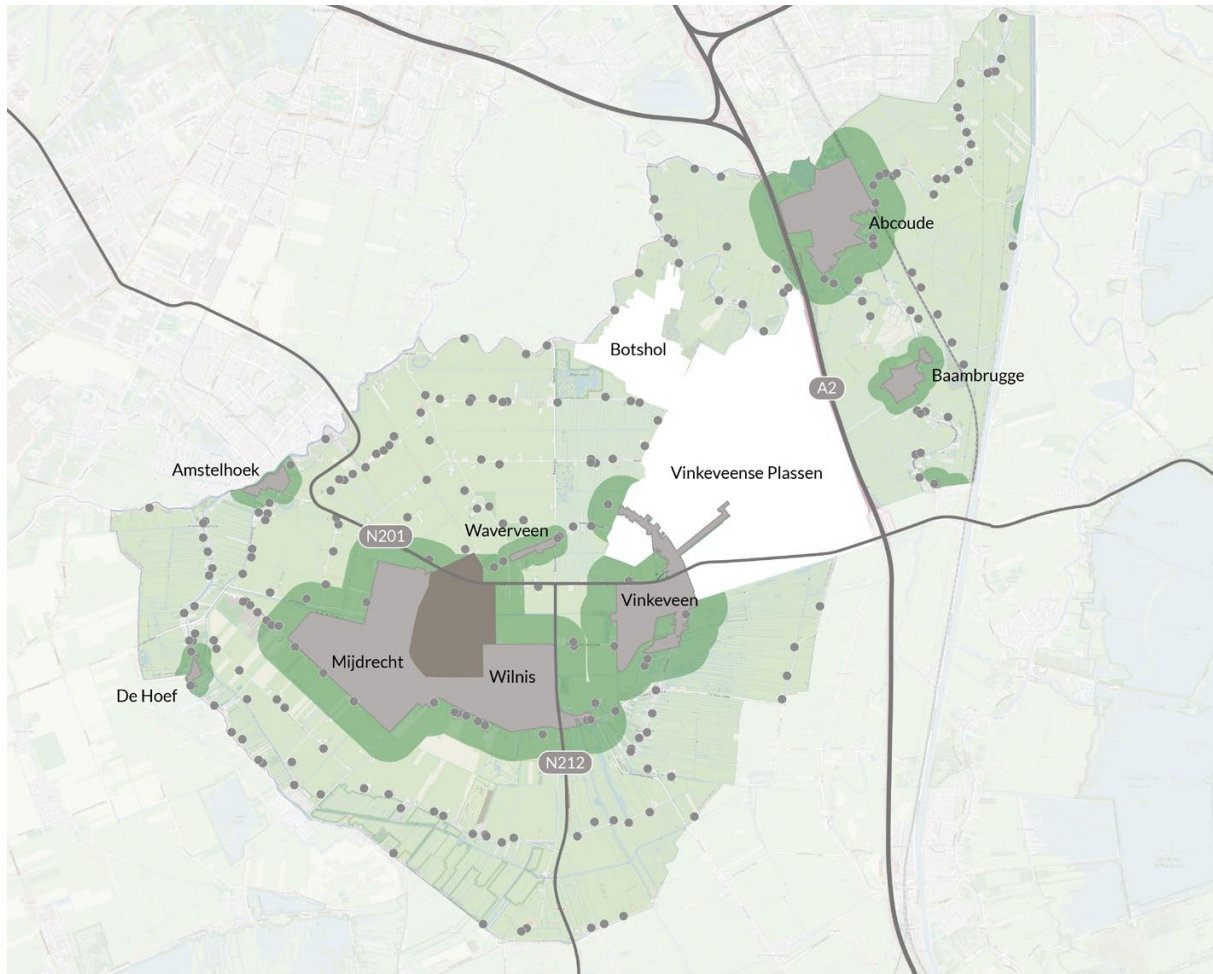 Abcoude
Botshol
Baambrugge
A2
Amstelhoek
Vinkeveense Plassen
Waverveen
N201
Vinkeveen
Mijdrecht
Wilnis
De Hoef
N212